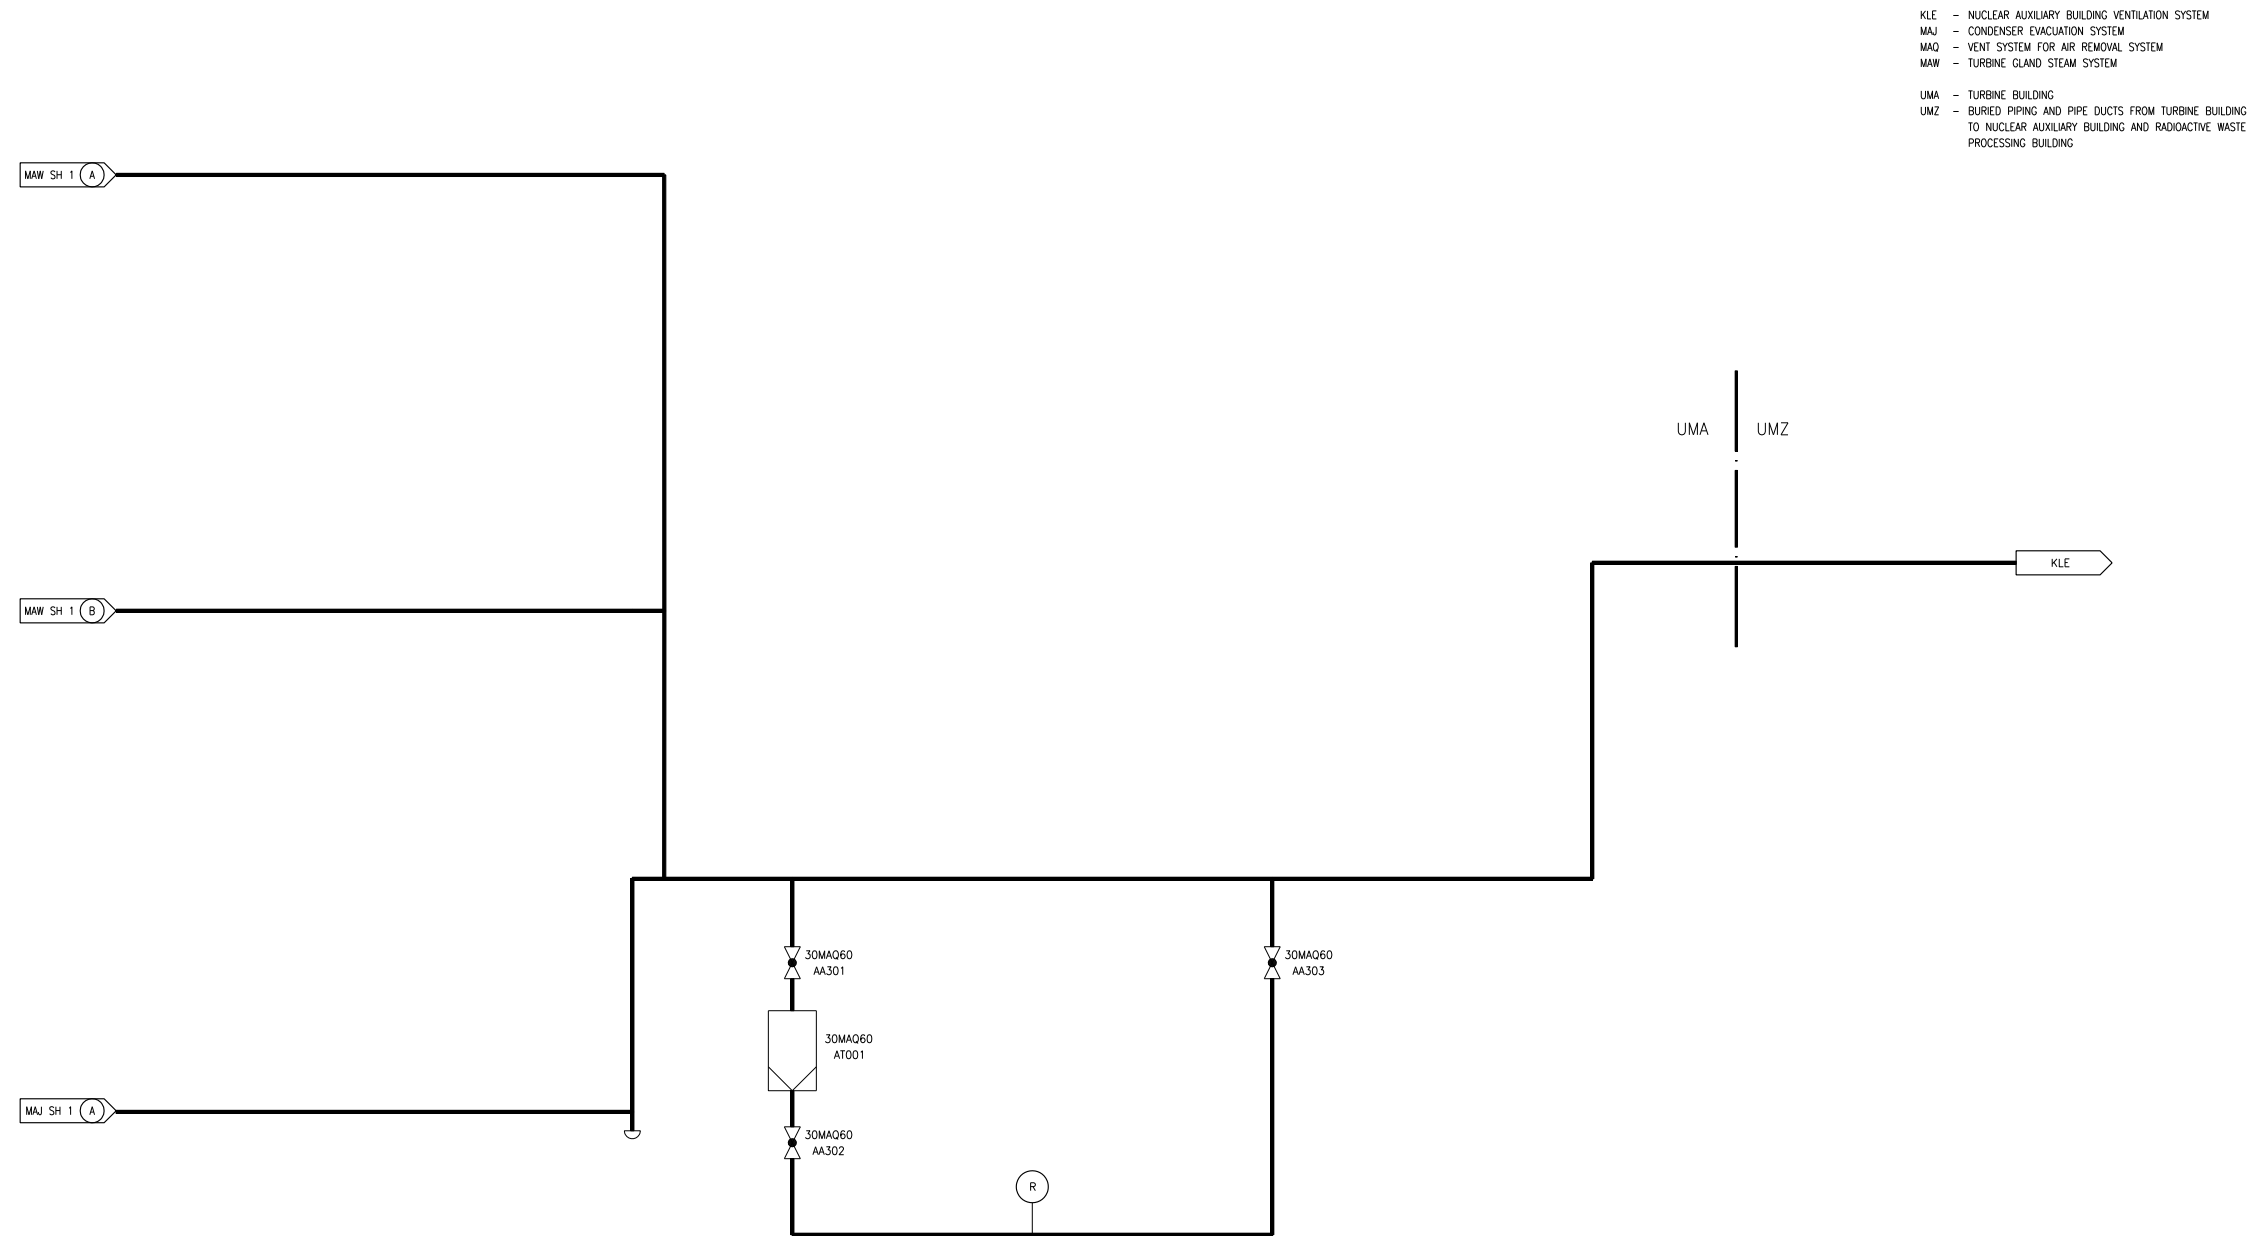 KLE – NUCLEAR AUXILIARY BUILDING VENTILATION SYSTEM
MAJ – CONDENSER EVACUATION SYSTEM
MAQ – VENT SYSTEM FOR AIR REMOVAL SYSTEM
MAW – TURBINE GLAND STEAM SYSTEM
UMA – TURBINE BUILDING
UMZ – BURIED PIPING AND PIPE DUCTS FROM TURBINE BUILDING
TO NUCLEAR AUXILIARY BUILDING AND RADIOACTIVE WASTE
PROCESSING BUILDING
MAW SH 1 A
UMA UMZ
KLE
MAW SH 1 B
30MAQ60
AA301
30MAQ60
AA303
30MAQ60
AT001
MAJ SH 1 A
30MAQ60
AA302
R